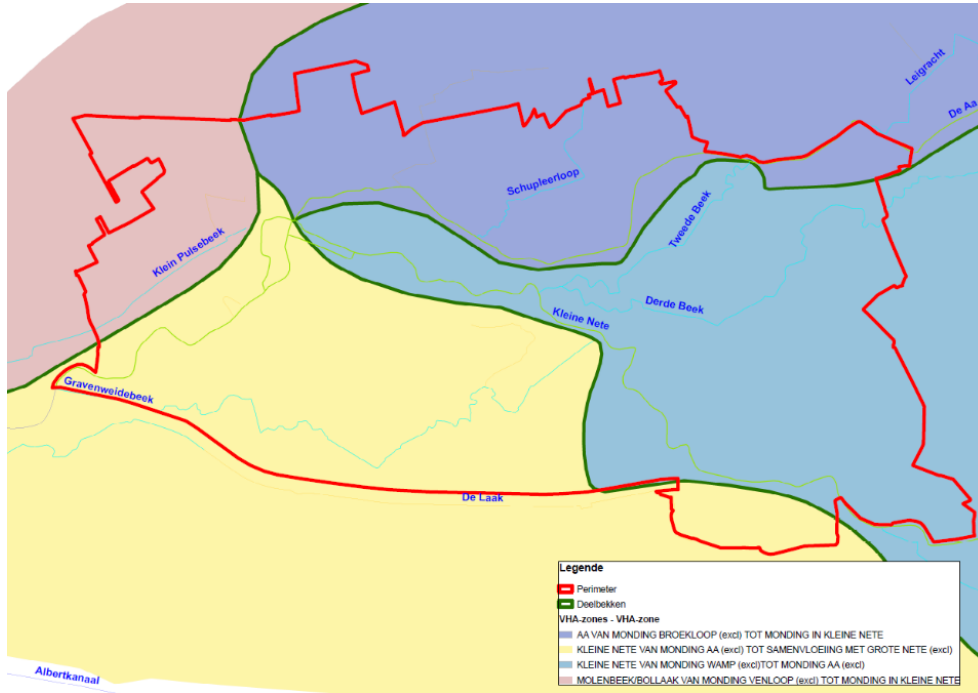 Leigracht
De Aa
Schupleerloop
Tweede Beek
Klein Pulsebeek
Derde Beek
Kleine Nete
Gravenweidebeek
De Laak
Albertkanaal
Legende
Perimeter
Deelbekken
VHA-zones - VHA-zone
AA VAN MONDING BROEKLOOP (excl) TOT MONDING IN KLEINE NETE
KLEINE NETE VAN MONDING AA (excl) TOT SAMENVLOEIING MET GROTE NETE (excl)
KLEINE NETE VAN MONDING WAMP (excl)TOT MONDING AA (excl)
MOLENBEEK/BOLLAAK VAN MONDING VENLOOP (excl) TOT MONDING IN KLEINE NETE